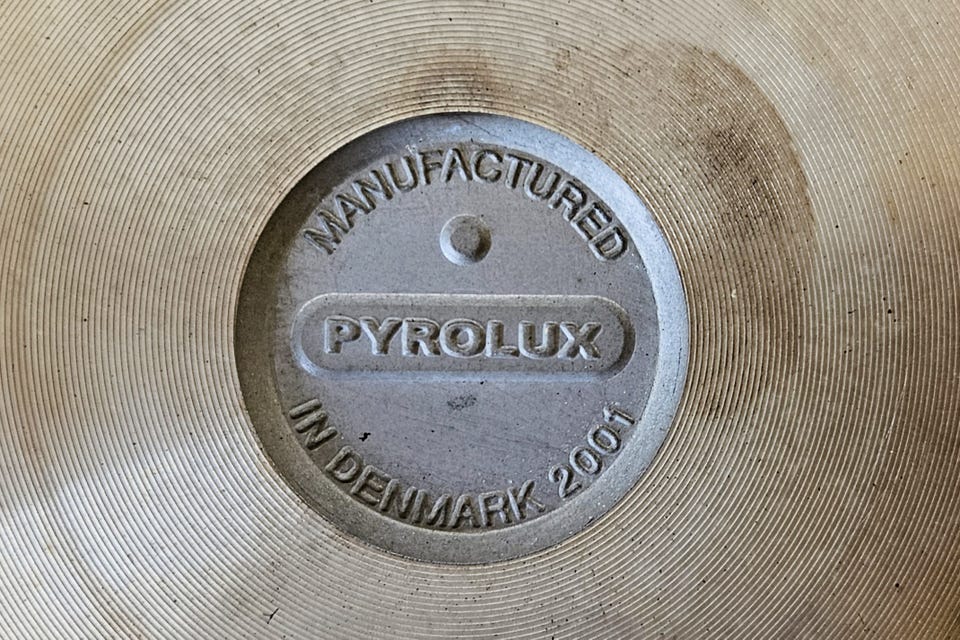 MANUFACTURED
PYROLUX
IN DENMARK 2001